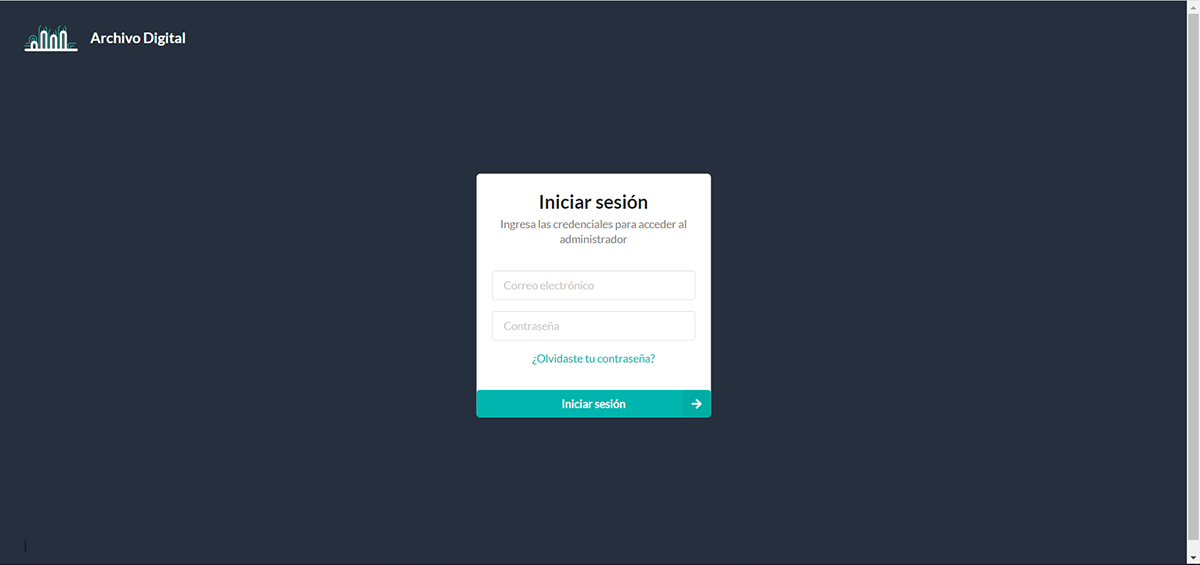 Archivo Digital
Iniciar sesión
Ingresa las credenciales para acceder al
administrador
Correo electrónico
Contraseña
¿Olvidaste tu contraseña?
Iniciar sesión